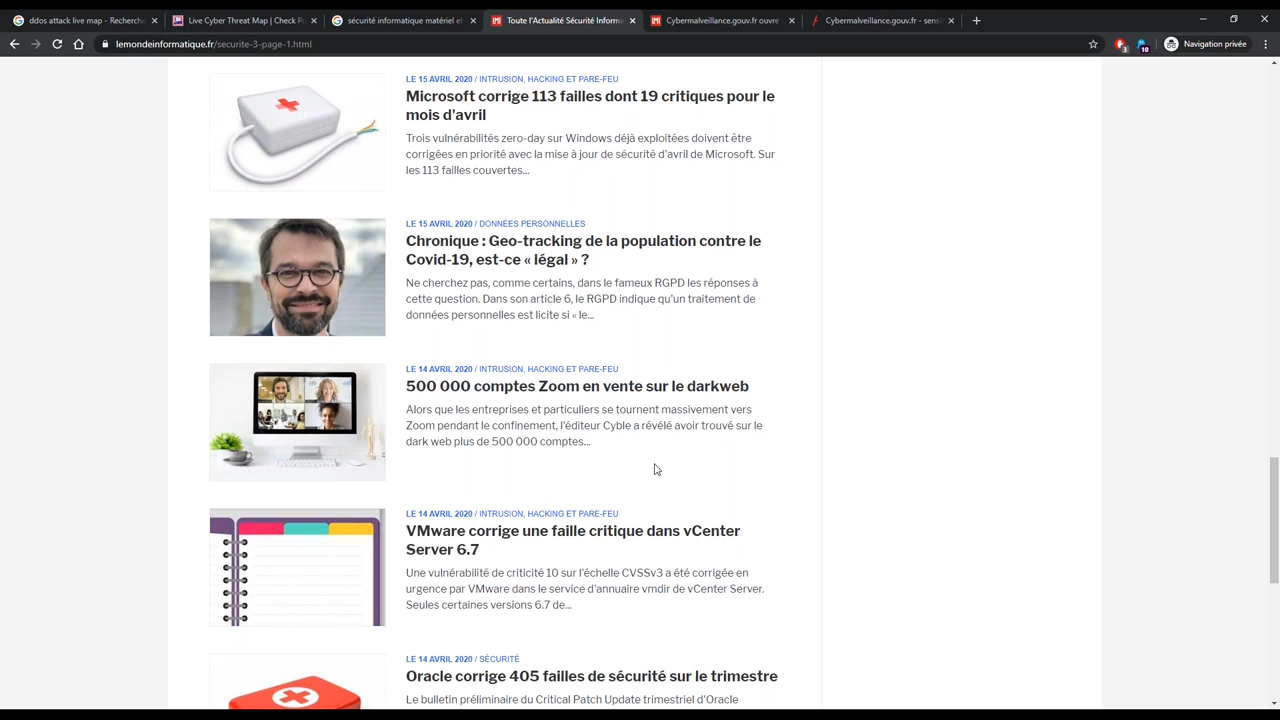 ddos attack live map - Recherche
Live Cyber Threat Map | Check Po
sécurité informatique matériel et
Toute l'Actualité Sécurité Inform
Cybermalveillance.gouv.fr ouvre
Cybermalveillance.gouv.fr - sensi
lemondeinformatique.fr/securite-3-page-1.html
3
10
Navigation privée
LE 15 AVRIL 2020 / INTRUSION, HACKING ET PARE-FEU
Microsoft corrige 113 failles dont 19 critiques pour le
mois d'avril
Trois vulnérabilités zero-day sur Windows déjà exploitées doivent être
corrigées en priorité avec la mise à jour de sécurité d'avril de Microsoft. Sur
les 113 failles couvertes...
LE 15 AVRIL 2020 / DONNÉES PERSONNELLES
Chronique : Geo-tracking de la population contre le
Covid-19, est-ce « légal » ?
Ne cherchez pas, comme certains, dans le fameux RGPD les réponses à
cette question. Dans son article 6, le RGPD indique qu'un traitement de
données personnelles est licite si « le...
LE 14 AVRIL 2020 / INTRUSION, HACKING ET PARE-FEU
500 000 comptes Zoom en vente sur le darkweb
Alors que les entreprises et particuliers se tournent massivement vers
Zoom pendant le confinement, l'éditeur Cyble a révélé avoir trouvé sur le
dark web plus de 500 000 comptes...
LE 14 AVRIL 2020 / INTRUSION, HACKING ET PARE-FEU
VMware corrige une faille critique dans vCenter
Server 6.7
Une vulnérabilité de criticité 10 sur l'échelle CVSSv3 a été corrigée en
urgence par VMware dans le service d'annuaire vmdir de vCenter Server.
Seules certaines versions 6.7 de...
LE 14 AVRIL 2020 / SÉCURITÉ
Oracle corrige 405 failles de sécurité sur le trimestre
Le bulletin préliminaire du Critical Patch Update trimestriel d'Oracle